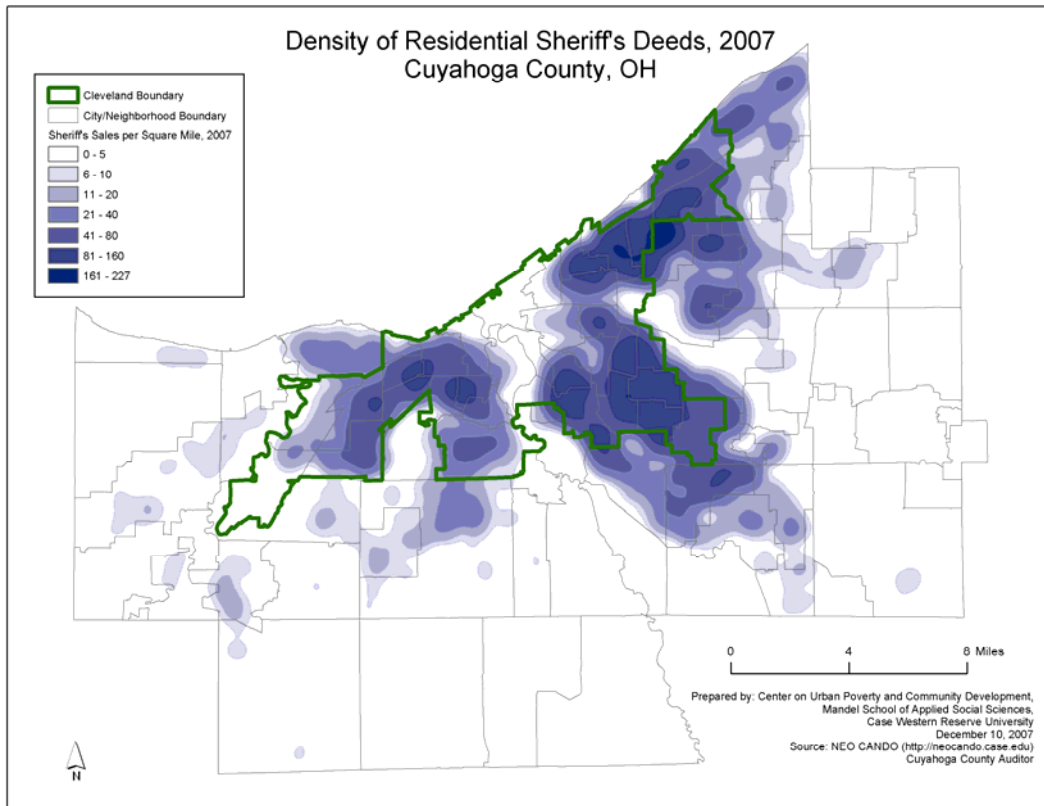 Density of Residential Sheriff's Deeds, 2007
Cuyahoga County, OH
Cleveland Boundary
City/Neighborhood Boundary
Sheriff's Sales per Square Mile, 2007
0 - 5
6 - 10
11 - 20
21 - 40
41 - 80
81 - 160
161 - 227
0 4 8 Miles
Prepared by: Center on Urban Poverty and Community Development,
Mandel School of Applied Social Sciences,
Case Western Reserve University
December 10, 2007
Source: NEO CANDO (http://neocando.case.edu)
Cuyahoga County Auditor
N